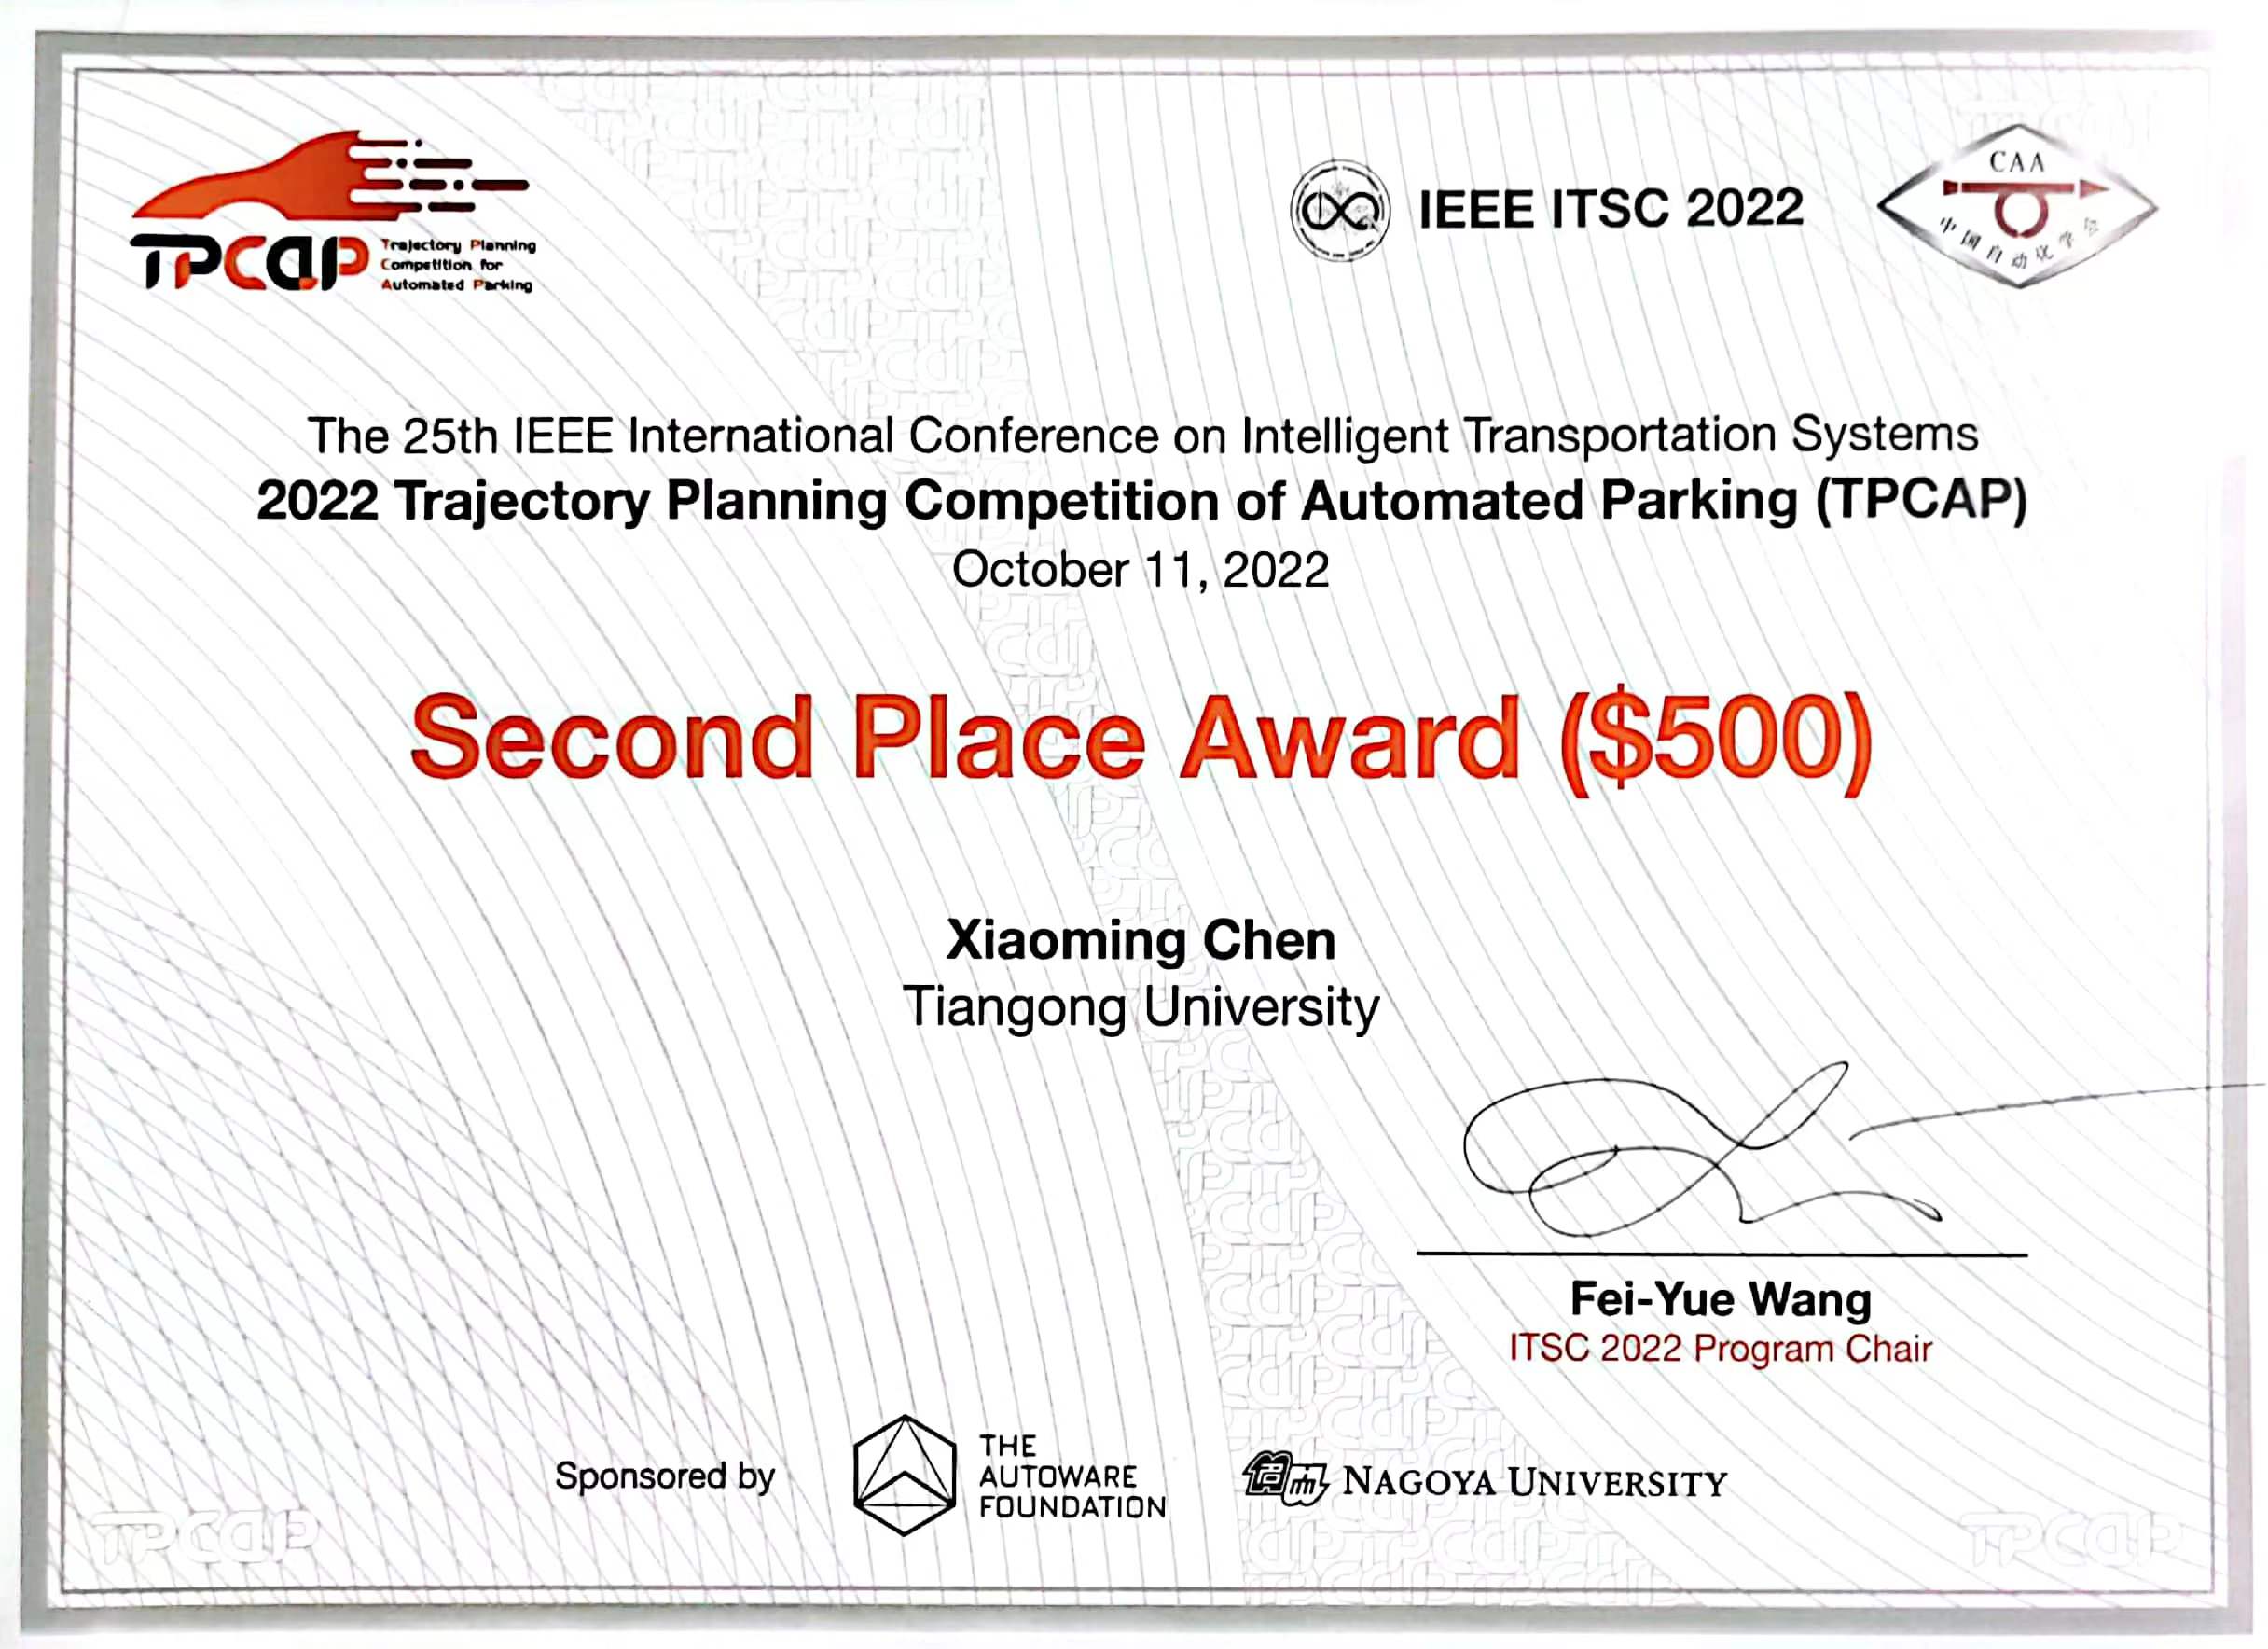 TPCAP
Trajectory Planning
Competition for
Automated Parking
IEEE ITSC 2022
CAA
中国自动化学会
The 25th IEEE International Conference on Intelligent Transportation Systems
2022 Trajectory Planning Competition of Automated Parking (TPCAP)
October 11, 2022
Second Place Award ($500)
Xiaoming Chen
Tiangong University
Fei-Yue Wang
ITSC 2022 Program Chair
Sponsored by
THE
AUTOWARE
FOUNDATION
NAGOYA UNIVERSITY
TPCAP
TPCAP